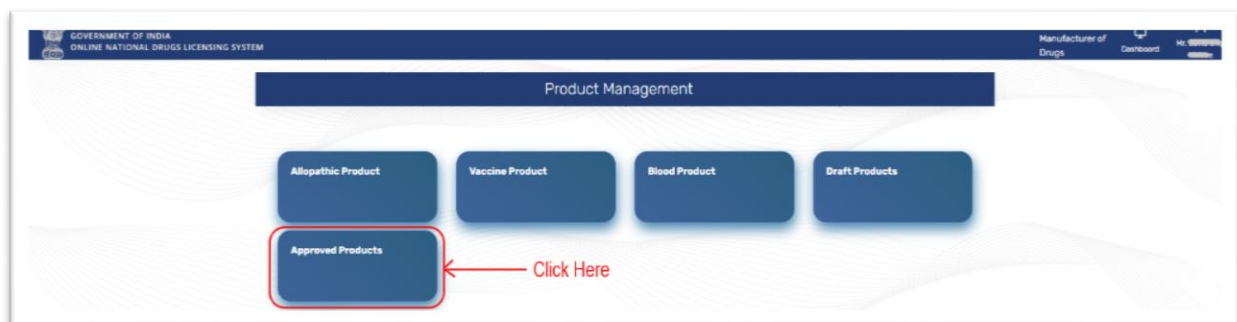 GOVERNMENT OF INDIA
ONLINE NATIONAL DRUGS LICENSING SYSTEM
Manufacturer of
Drugs
Dashboard
Mr.
Product Management
Allopathic Product
Vaccine Product
Blood Product
Draft Products
Approved Products
Click Here